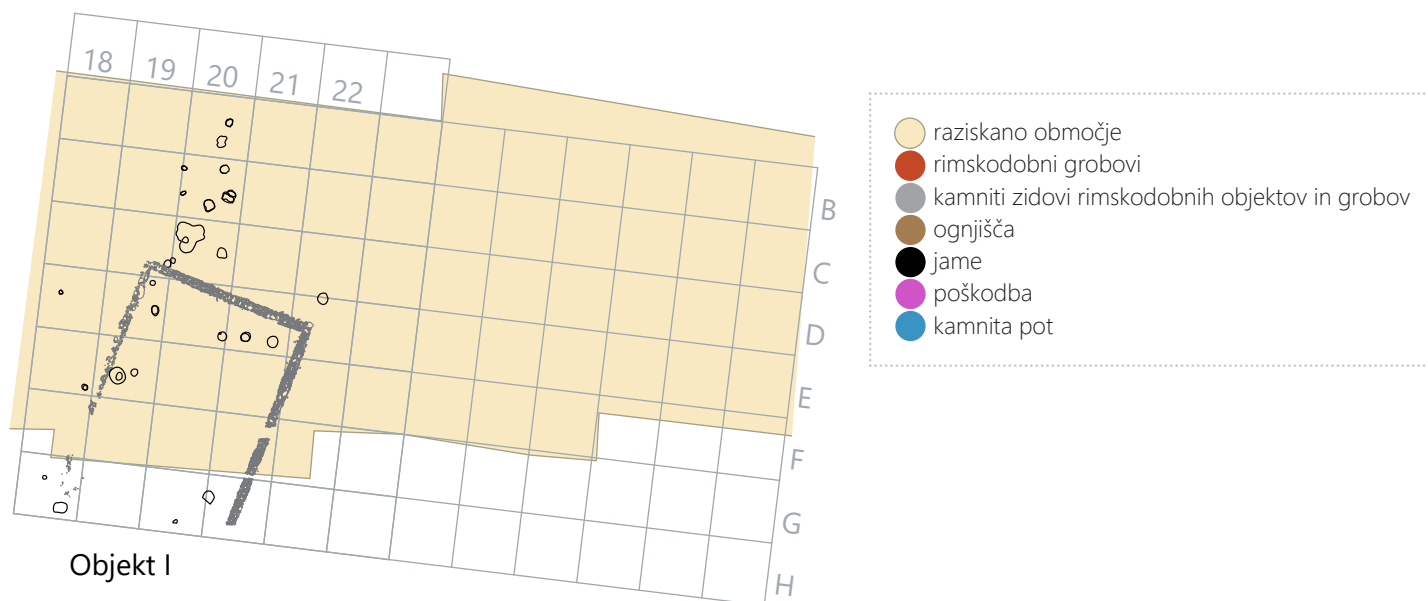 18 19 20 21 22
B
C
D
E
F
G
H
Objekt I
raziskano območje
rimskodobni grobovi
kamniti zidovi rimskodobnih objektov in grobov
ognjišča
jame
poškodba
kamnita pot